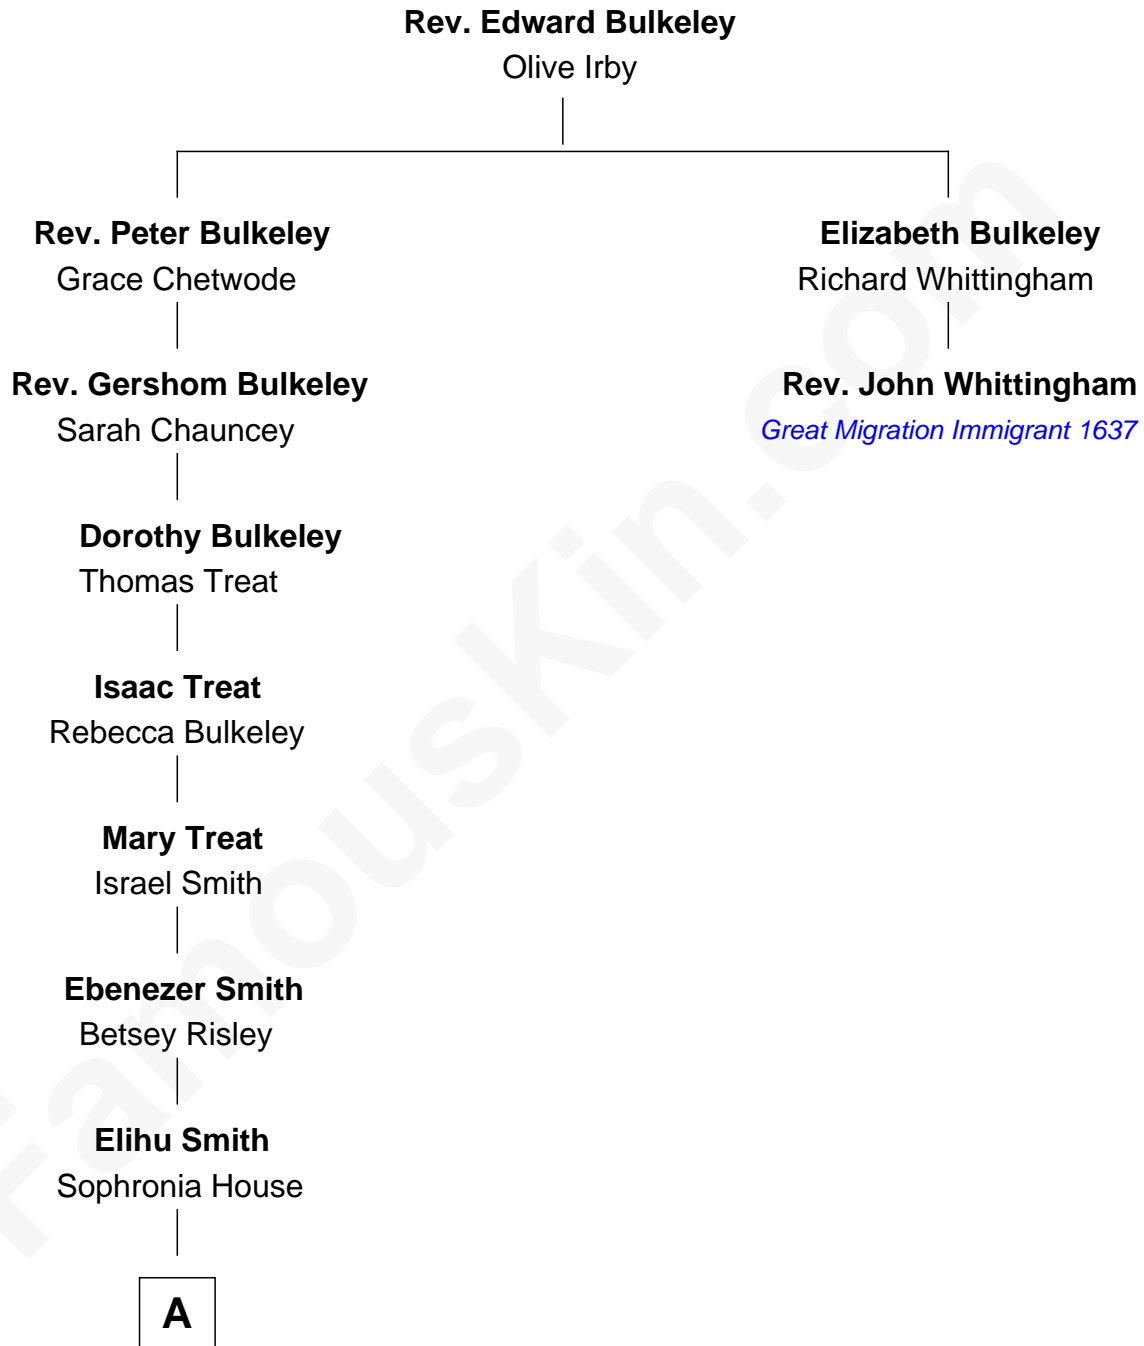 Rev. Edward Bulkeley
Olive Irby
Rev. Peter Bulkeley
Grace Chetwode
Elizabeth Bulkeley
Richard Whittingham
Rev. Gershom Bulkeley
Sarah Chauncey
Rev. John Whittingham
Great Migration Immigrant 1637
Dorothy Bulkeley
Thomas Treat
Isaac Treat
Rebecca Bulkeley
Mary Treat
Israel Smith
Ebenezer Smith
Betsey Risley
Elihu Smith
Sophronia House
A
FamousKin.com